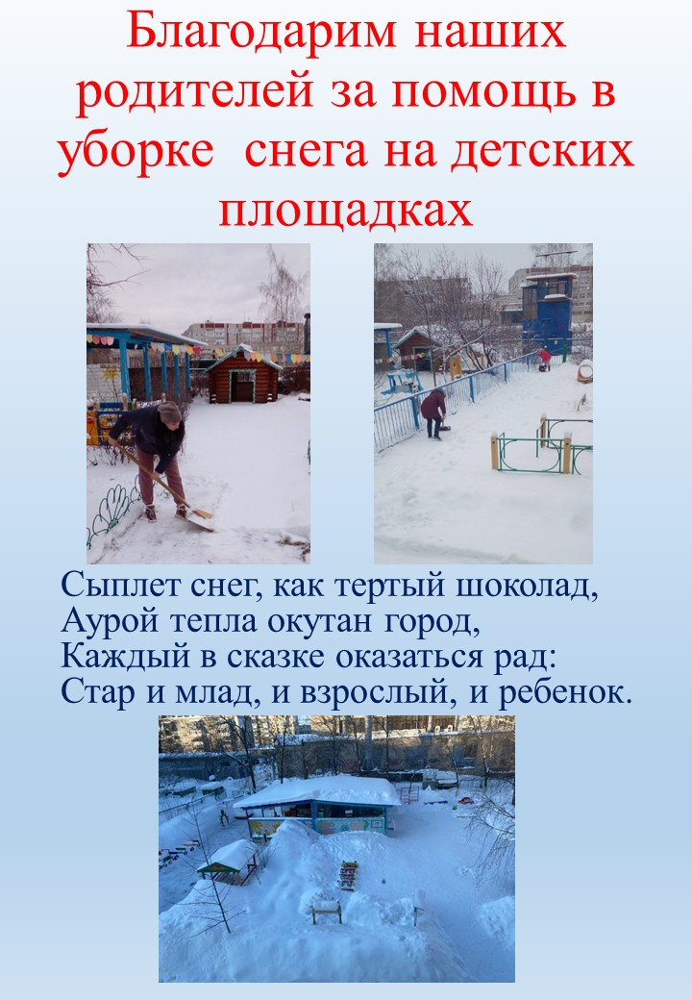 Благодарим наших
родителей за помощь в
уборке снега на детских
площадках
Сыплет снег, как тертый шоколад,
Аурой тепла окутан город,
Каждый в сказке оказаться рад:
Стар и млад, и взрослый, и ребенок.